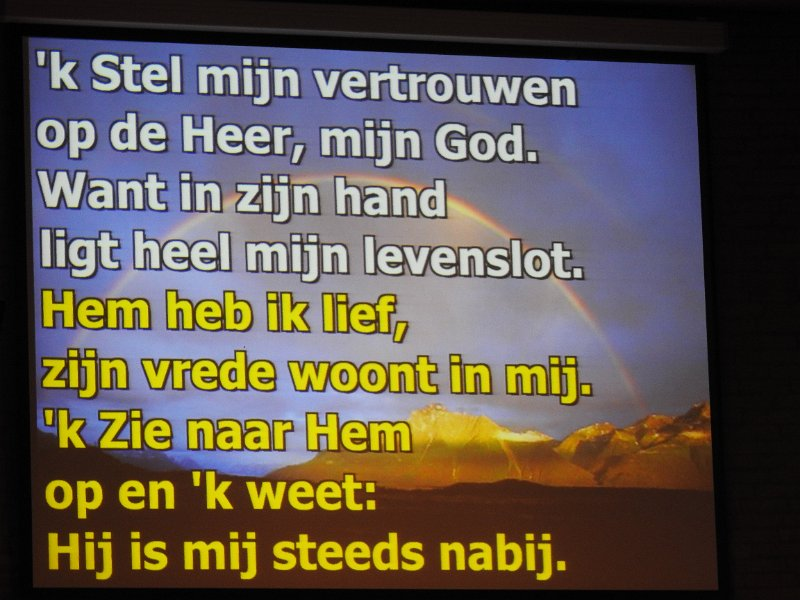 'k Stel mijn vertrouwen
op de Heer, mijn God.
Want in zijn hand
ligt heel mijn levenslot.
Hem heb ik lief,
zijn vrede woont in mij.
'k Zie naar Hem
op en 'k weet:
Hij is mij steeds nabij.